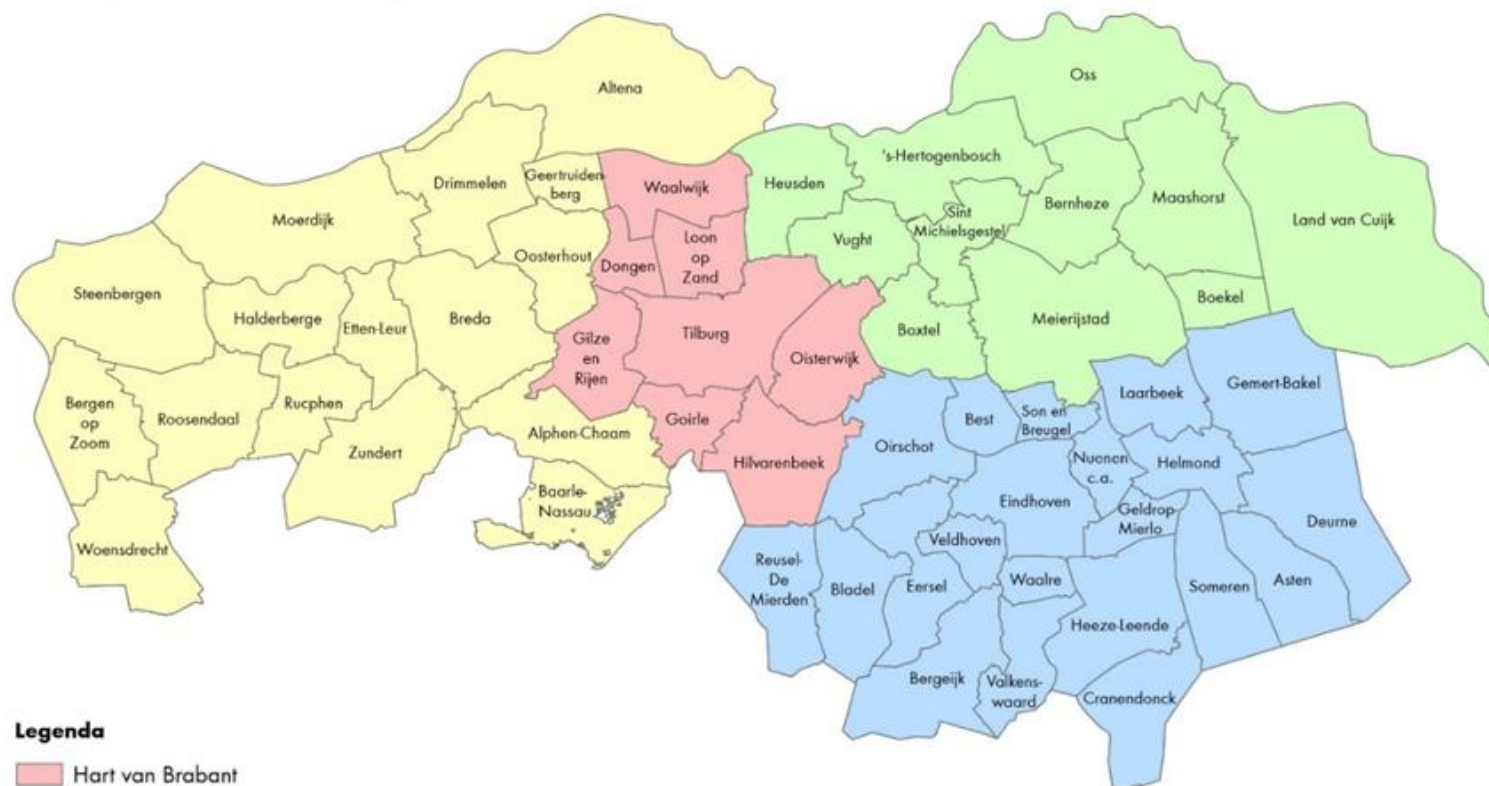 Altena
Oss
's-Hertogenbosch
Drimmelen
Geertruiden-
berg
Waalwijk
Heusden
Maashorst
Bernheze
Land van Cuijk
Moerdijk
Sint
Michielsgestel
Vught
Loon
op
Zand
Dongen
Oosterhout
Steenbergen
Halderberge
Etten-Leur
Breda
Boekel
Meierijstad
Boxtel
Tilburg
Gilze
en
Rijen
Oisterwijk
Gemert-Bakel
Laarbeek
Bergen
op
Zoom
Roosendaal
Rucphen
Zundert
Alphen-Chaam
Goirle
Hilvarenbeek
Oirschot
Best
Son en
Breugel
Nuenen
c.a.
Helmond
Eindhoven
Geldrop
Mierlo
Deurne
Baarle-
Nassau
Woensdrecht
Veldhoven
Reusel-
De
Mierden
Bladel
Eersel
Waalre
Someren
Asten
Heeze-Leende
Bergeijk
Valkens-
waard
Cranendonck
Legenda
Hart van Brabant